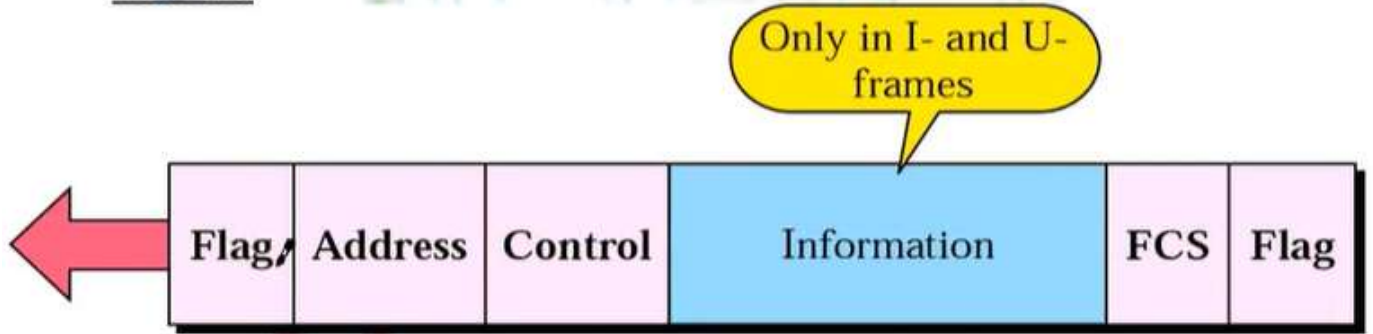 Only in I- and U-
frames
Flag Address Control Information FCS Flag